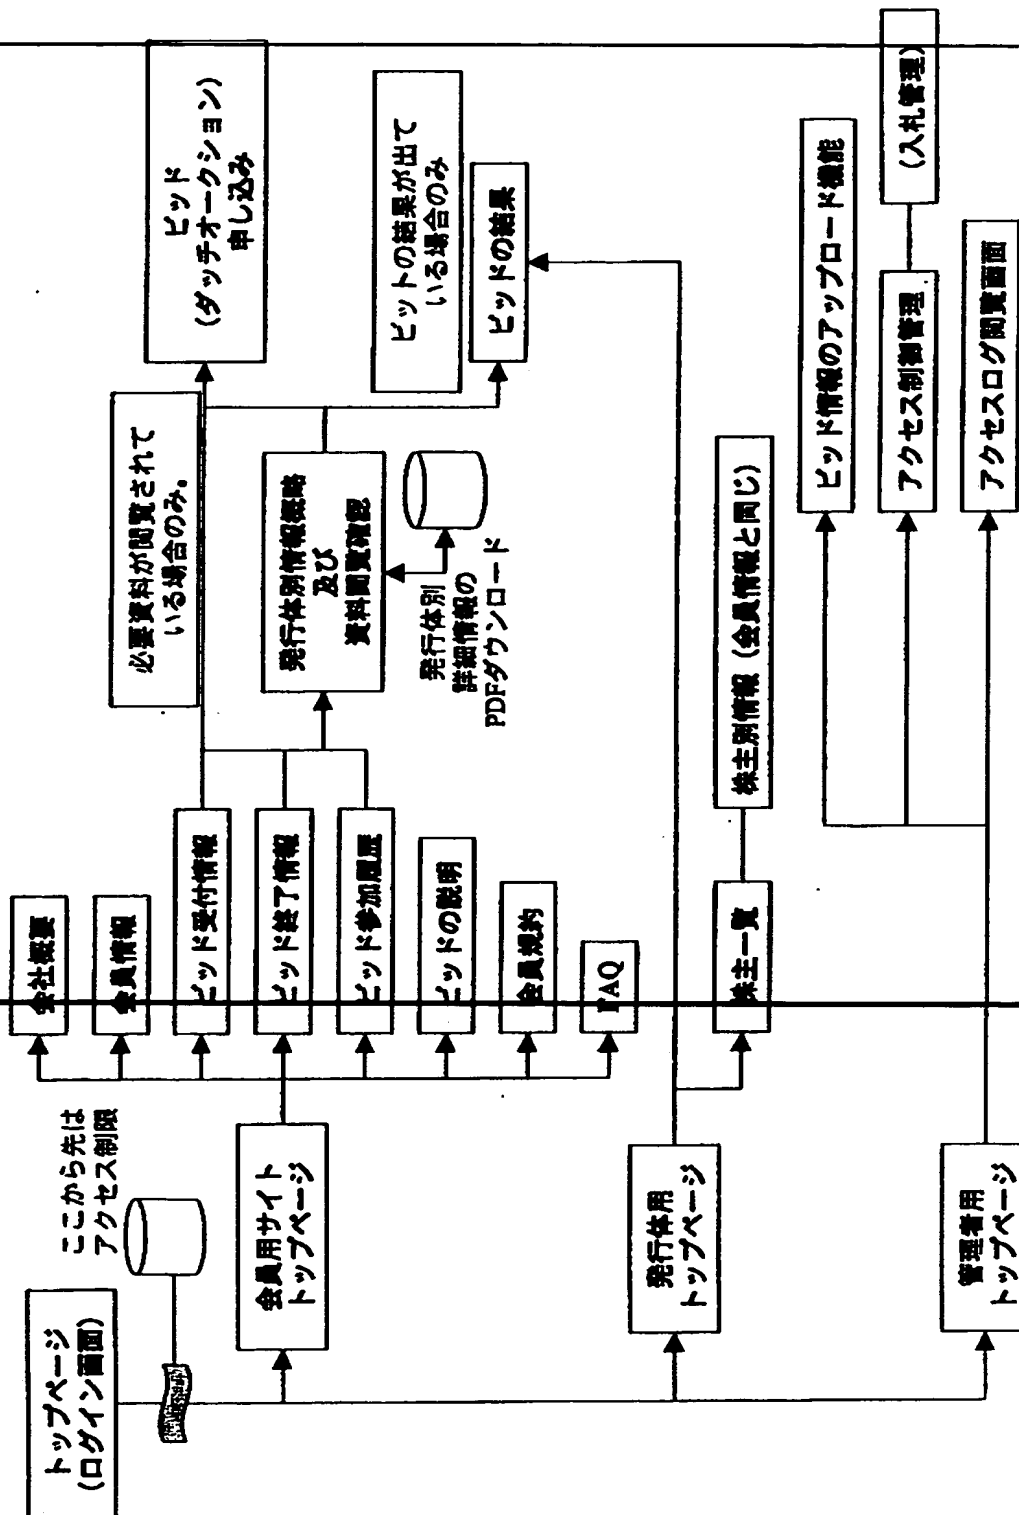 トップページ
(ログイン画面)
ここから先は
アクセス制限
会員用サイト
トップページ
発行体用
トップページ
管理者用
トップページ
会社概要
会員情報
ビッド受付情報
ビッド終了情報
ビッド参加履歴
ビッドの説明
会員規約
FAQ
株主一覧
株主別情報(会員情報と同じ)
必要資料が閲覧されて
いる場合のみ。
発行体別情報概略
及び
資料閲覧確認
発行体別
詳細情報の
PDFダウンロード
ビッド
(ダッチオークション)
申し込み
ビットの結果が出て
いる場合のみ
ビッドの結果
ビッド情報のアップロード機能
アクセス制御管理
(入札管理)
アクセスログ閲覧画面